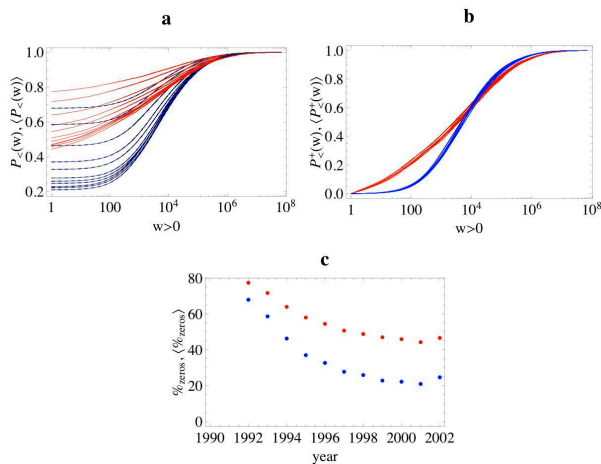 a
b
1.0
0.8
0.6
0.4
0.2
P<(w), ⟨P<(w)⟩
1 100 10⁴ 10⁶ 10⁸
w>0
1.0
0.8
0.6
0.4
0.2
0.0
P⁺<(w), ⟨P⁺<(w)⟩
1 100 10⁴ 10⁶ 10⁸
w>0
c
80
60
40
20
0
%zeros, ⟨%zeros⟩
1990 1992 1994 1996 1998 2000 2002
year